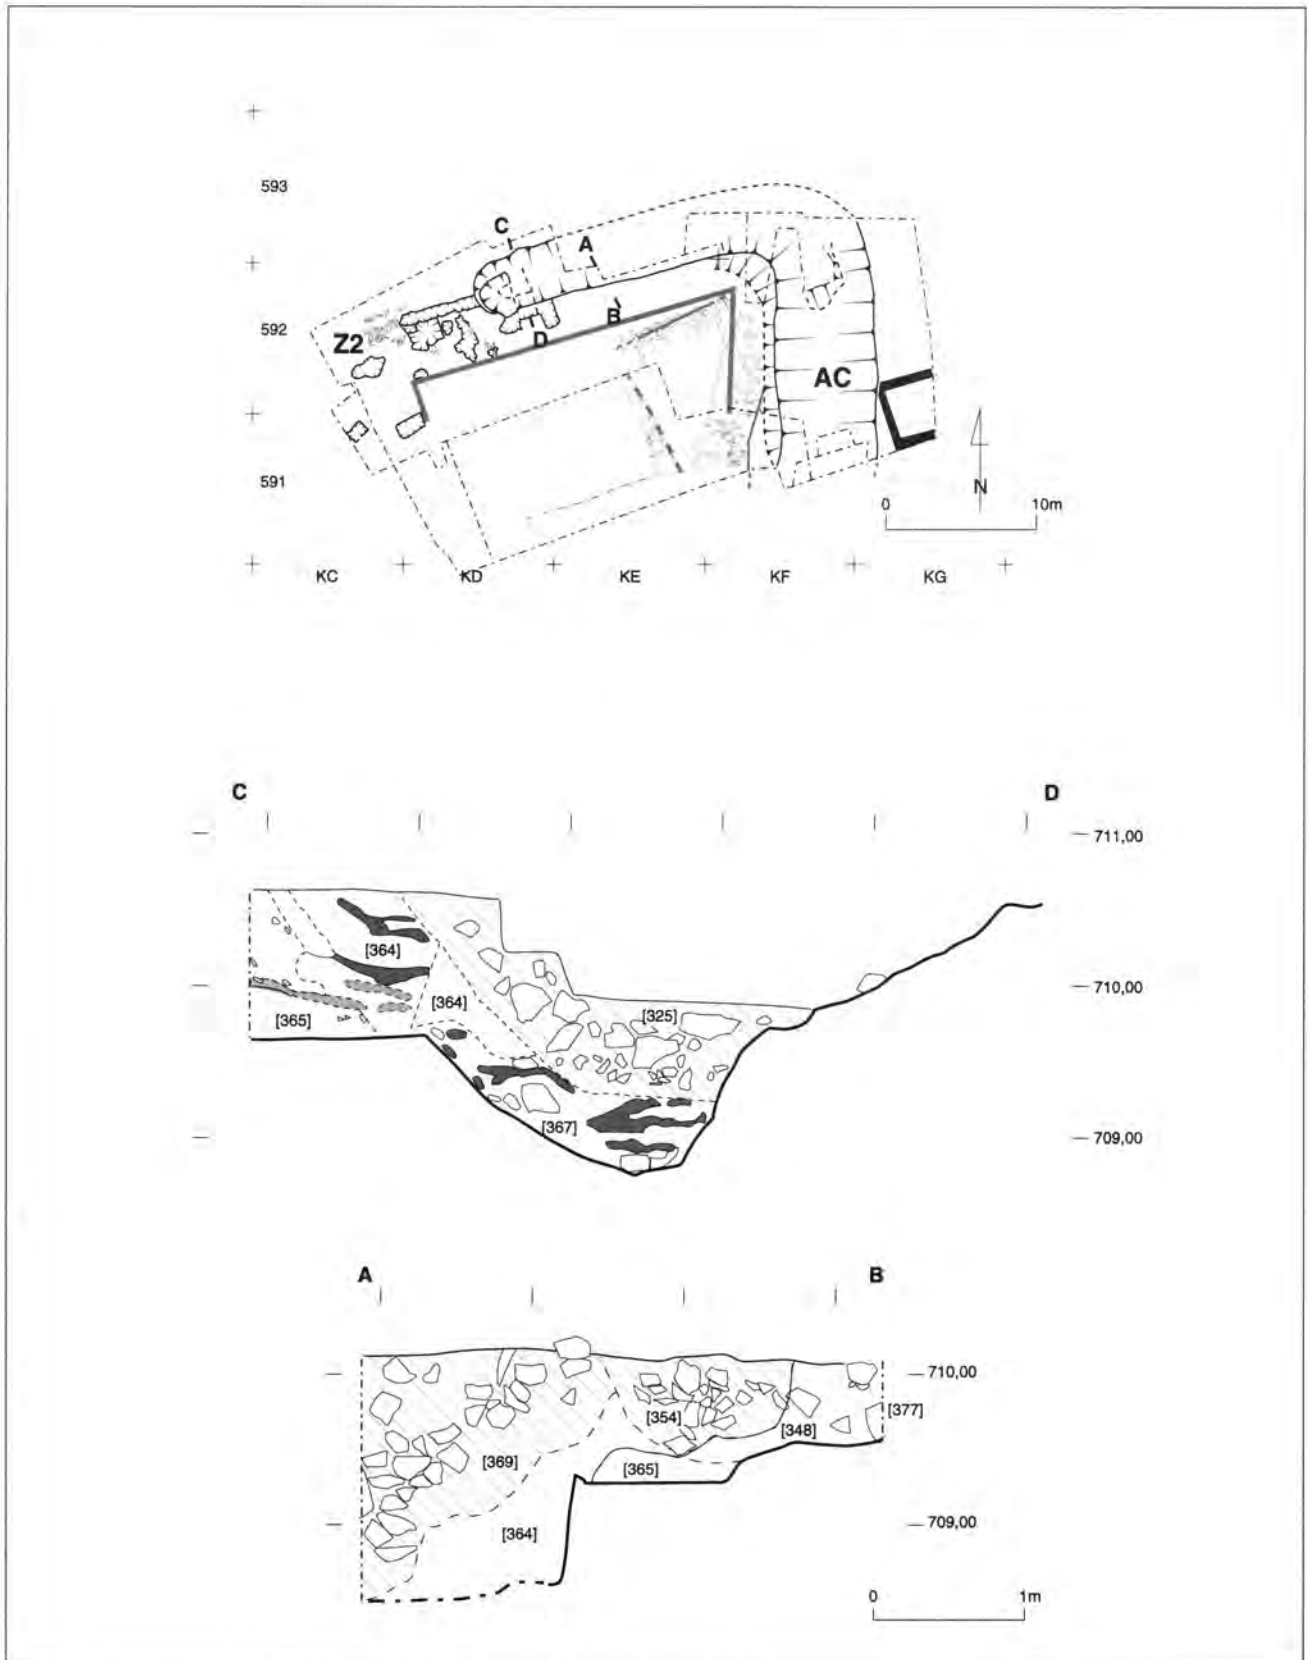 593
C
A
592
Z2
B
D
AC
591
N
0 10m
KC KD KE KF KG
C D
711,00
[364]
[364]
710,00
[365]
[325]
[367]
709,00
A B
710,00
[354]
[377]
[348]
[369]
[365]
[364]
709,00
0 1m